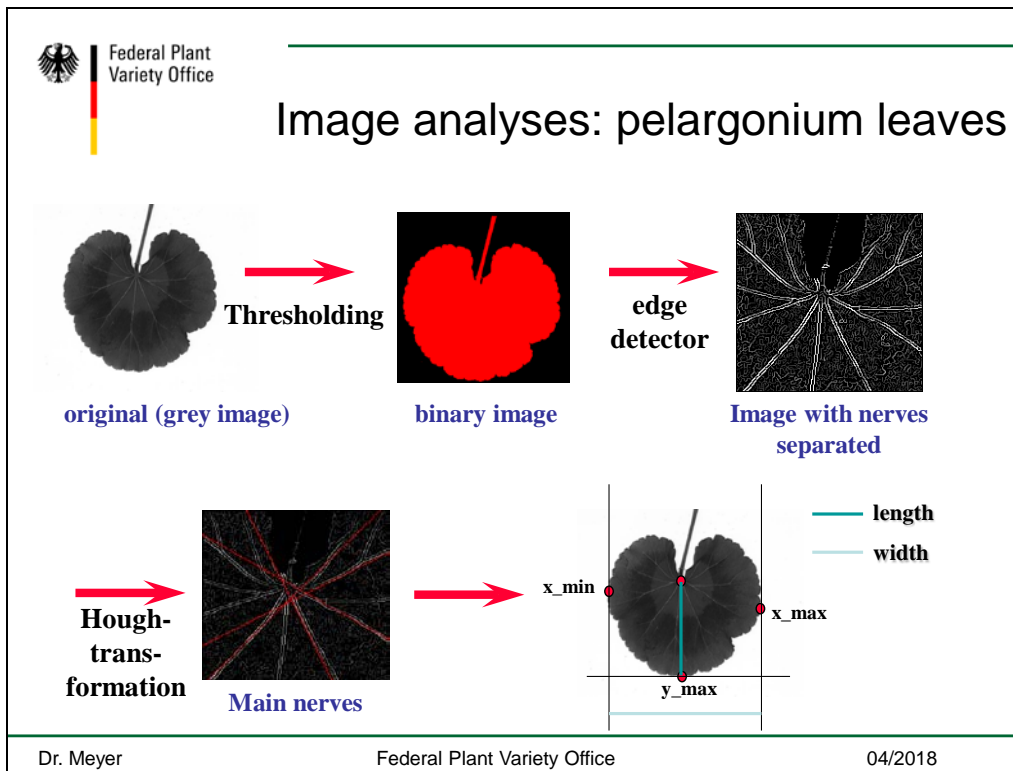 Federal Plant
Variety Office
Image analyses: pelargonium leaves
Thresholding
edge
detector
original (grey image)
binary image
Image with nerves
separated
Hough-
trans-
formation
Main nerves
x_min
x_max
y_max
length
width
Dr. Meyer
Federal Plant Variety Office
04/2018